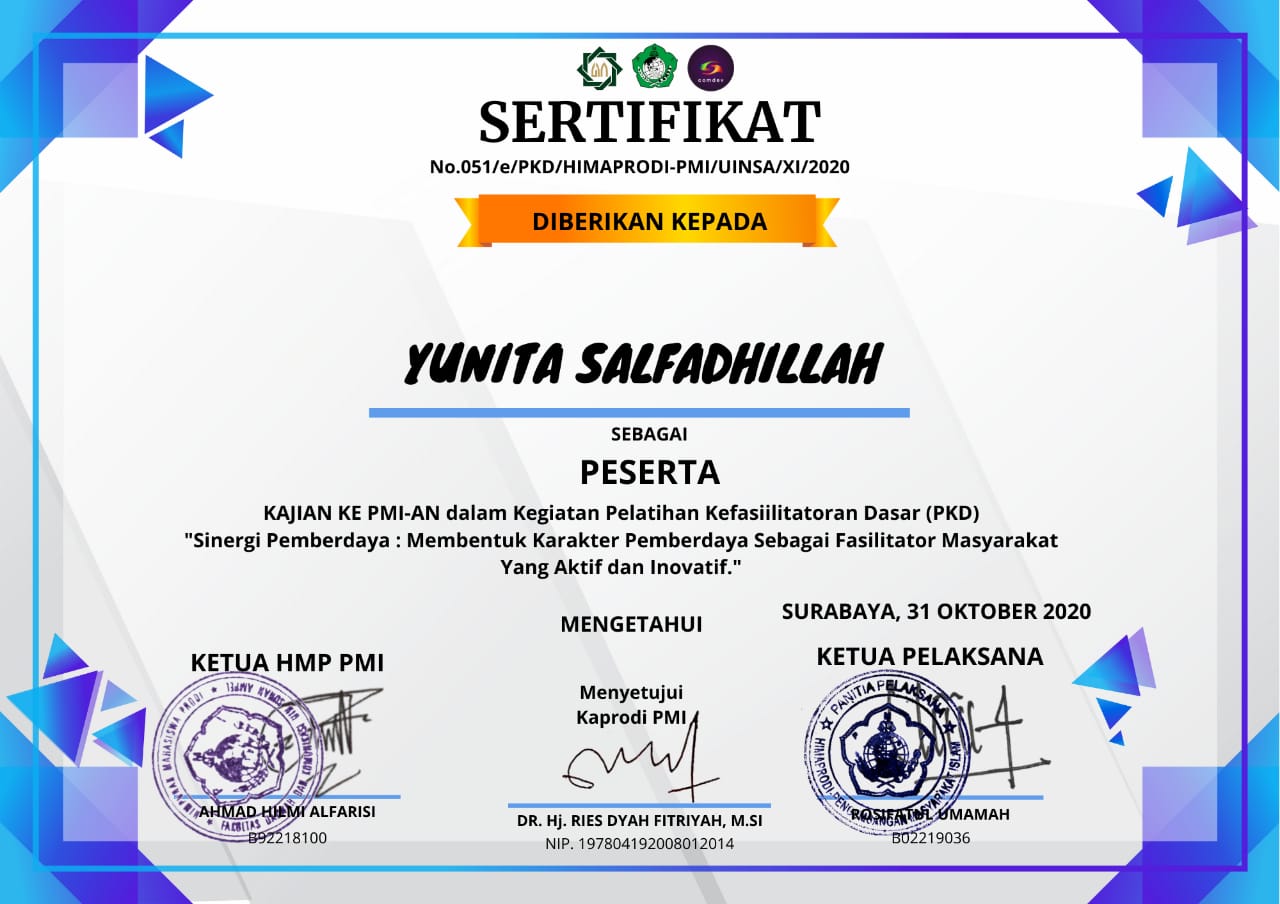 comdev
SERTIFIKAT
No.051/e/PKD/HIMAPRODI-PMI/UINSA/XI/2020
DIBERIKAN KEPADA
YUNITA SALFADHILLAH
SEBAGAI
PESERTA
KAJIAN KE PMI-AN dalam Kegiatan Pelatihan Kefasiilitatoran Dasar (PKD)
"Sinergi Pemberdaya : Membentuk Karakter Pemberdaya Sebagai Fasilitator Masyarakat
Yang Aktif dan Inovatif."
SURABAYA, 31 OKTOBER 2020
MENGETAHUI
KETUA HMP PMI
AHMAD HILMI ALFARISI
B92218100
Menyetujui
Kaprodi PMI
DR. Hj. RIES DYAH FITRIYAH, M.SI
NIP. 197804192008012014
KETUA PELAKSANA
PANITIA PELAKSANA
ROSIFATUL UMAMAH
B02219036